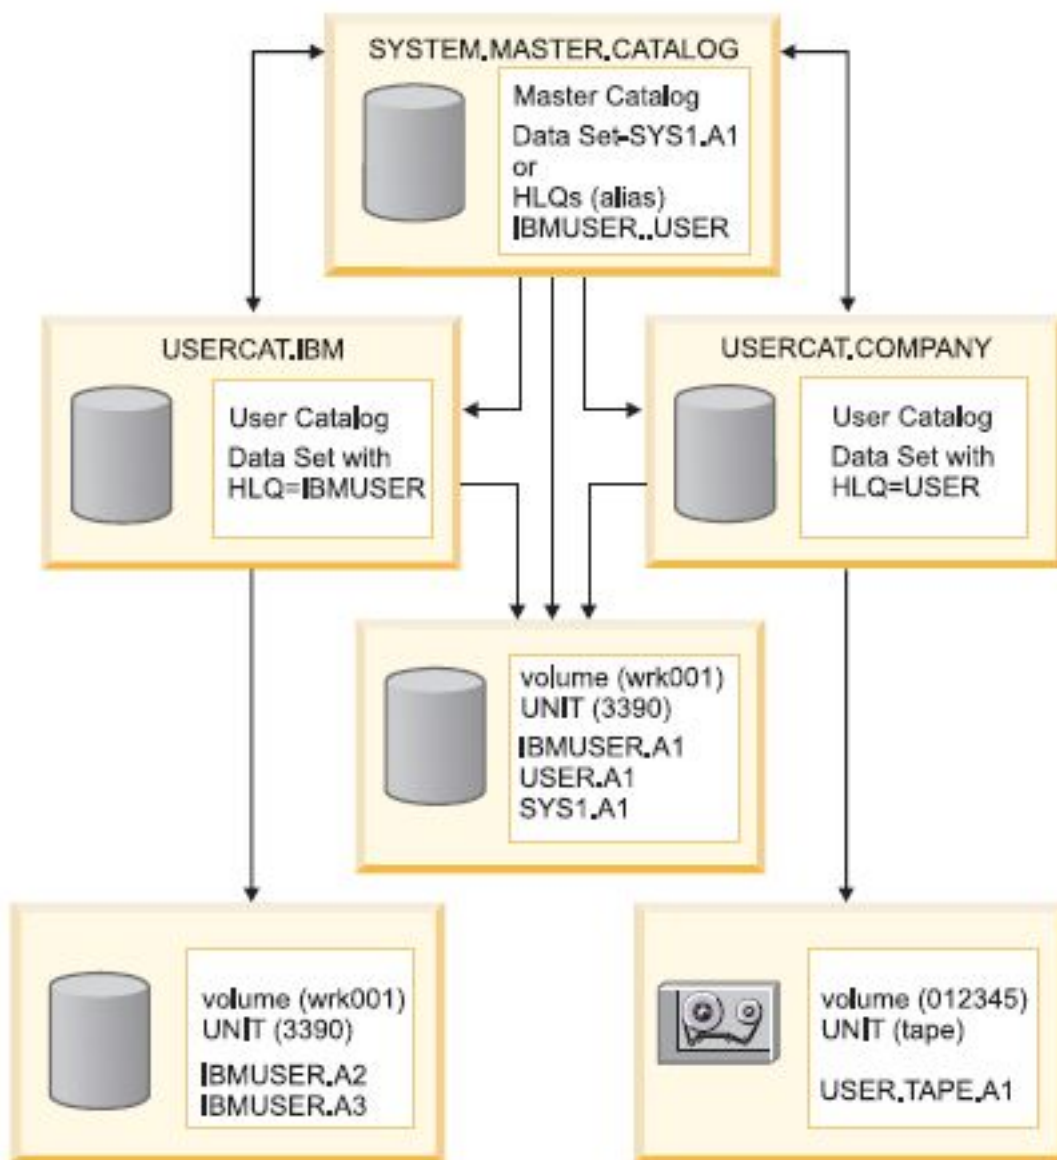 SYSTEM.MASTER.CATALOG
Master Catalog
Data Set-SYS1.A1
or
HLQs (alias)
IBMUSER..USER
USERCAT.IBM
User Catalog
Data Set with
HLQ=IBMUSER
USERCAT.COMPANY
User Catalog
Data Set with
HLQ=USER
volume (wrk001)
UNIT (3390)
IBMUSER.A1
USER.A1
SYS1.A1
volume (wrk001)
UNIT (3390)
IBMUSER.A2
IBMUSER.A3
volume (012345)
UNIT (tape)
USER.TAPE.A1